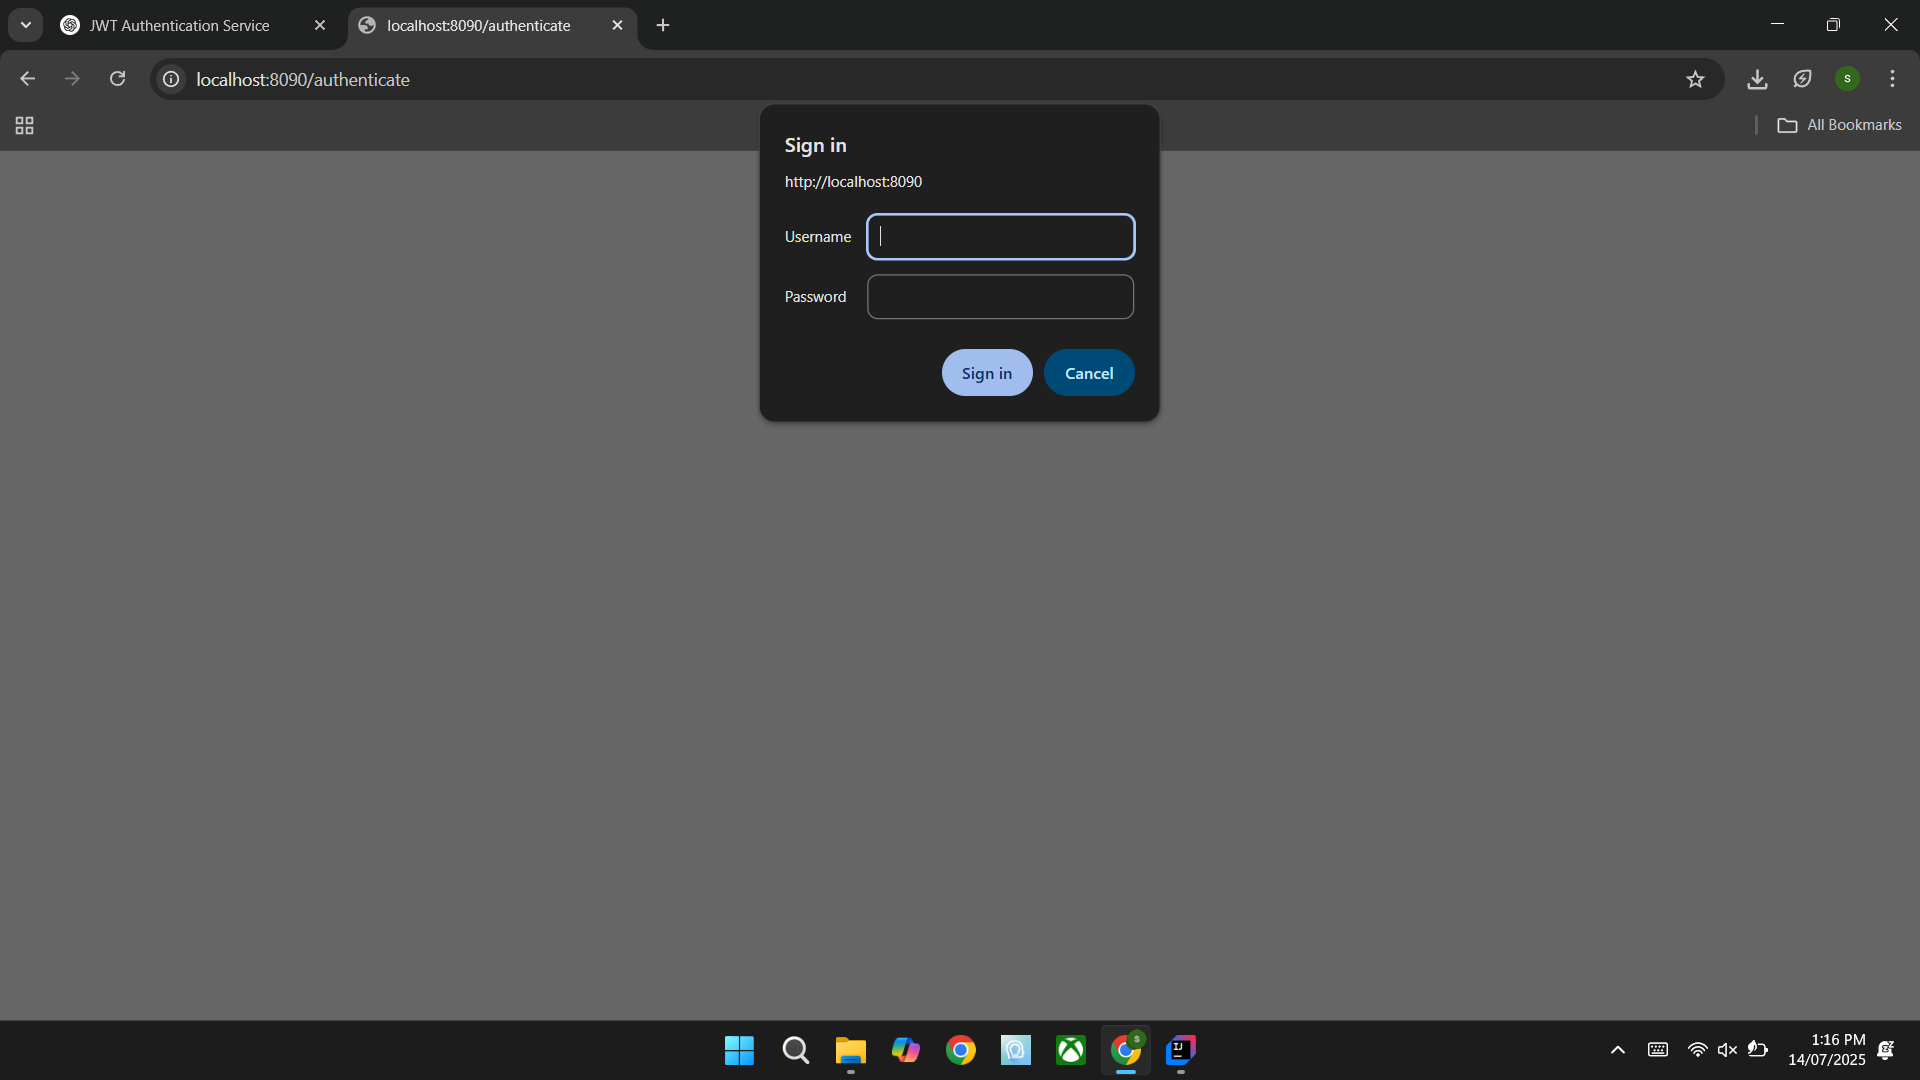 JWT Authentication Service
localhost:8090/authenticate
localhost:8090/authenticate
S
All Bookmarks
Sign in
http://localhost:8090
Username
Password
Sign in
Cancel
S
IJ
1:16 PM
14/07/2025